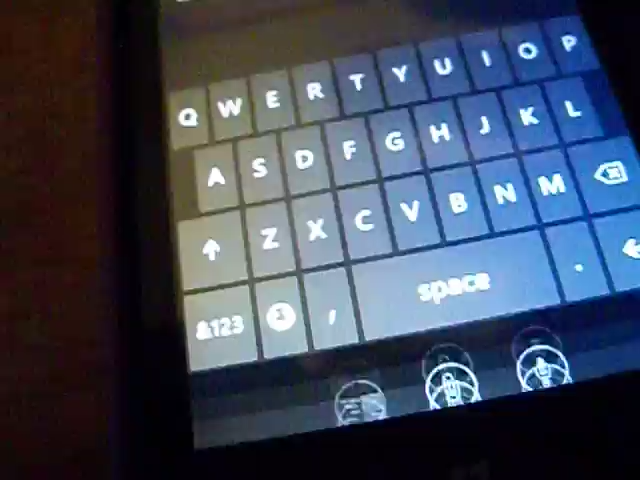 Q W E R T Y U I O P
A S D F G H J K L
Z X C V B N M
&123 , space .